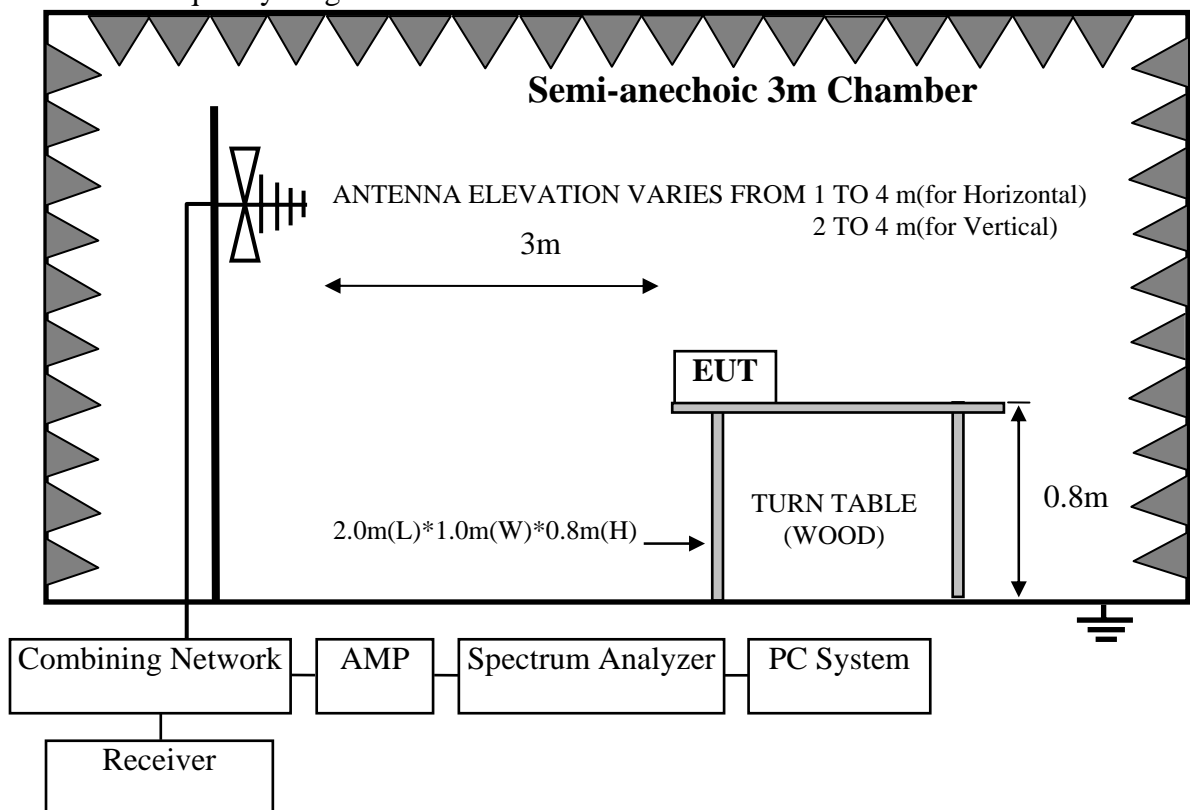 Semi-anechoic 3m Chamber
ANTENNA ELEVATION VARIES FROM 1 TO 4 m(for Horizontal)
2 TO 4 m(for Vertical)
3m
EUT
TURN TABLE
(WOOD)
0.8m
2.0m(L)*1.0m(W)*0.8m(H)
Combining Network
AMP
Spectrum Analyzer
PC System
Receiver